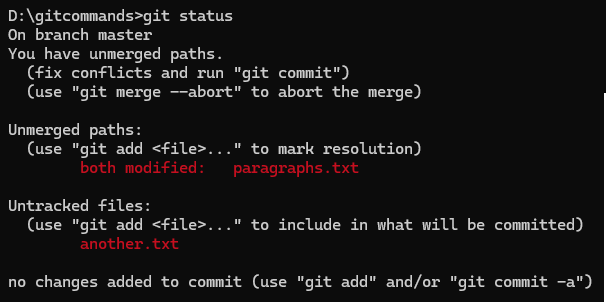 D:\gitcommands>git status
On branch master
You have unmerged paths.
  (fix conflicts and run "git commit")
  (use "git merge --abort" to abort the merge)

Unmerged paths:
  (use "git add <file>..." to mark resolution)
        both modified:   paragraphs.txt

Untracked files:
  (use "git add <file>..." to include in what will be committed)
        another.txt

no changes added to commit (use "git add" and/or "git commit -a")